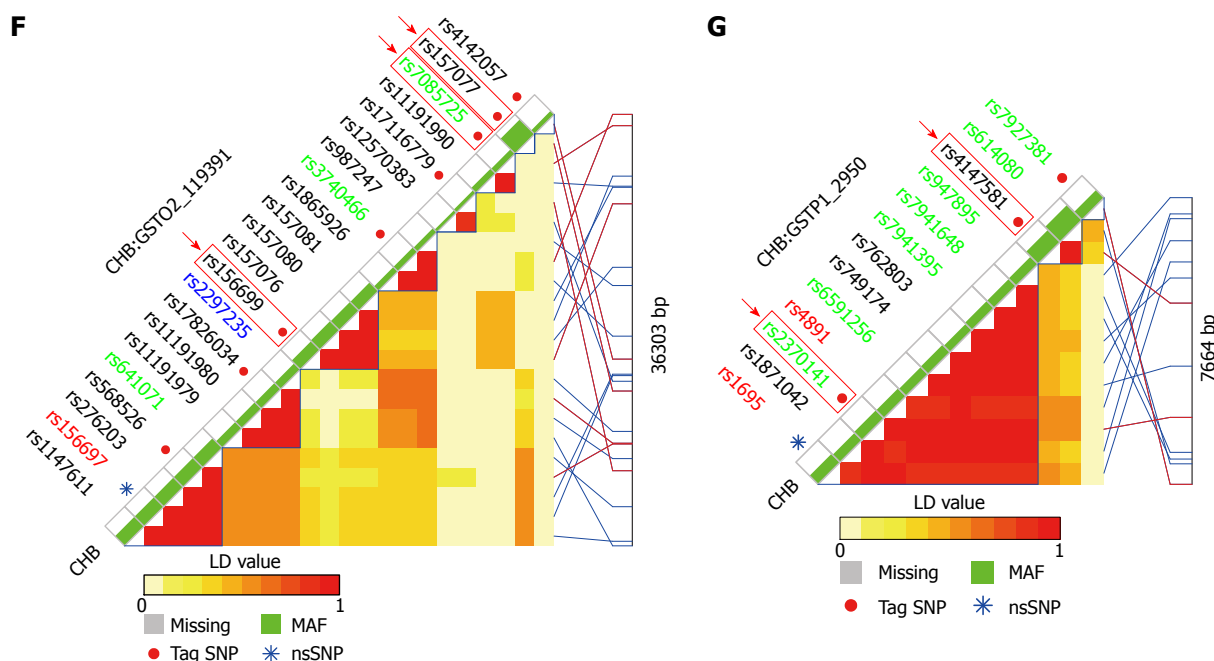 F
rs4142057
rs157077
rs7085725
rs11191990
rs17116779
rs12570383
rs987247
rs3740466
rs1865926
rs157081
rs157080
rs157076
rs156699
rs2297235
rs17826034
rs11191980
rs11191979
rs641071
rs568526
rs276203
rs156697
rs1147611
CHB:GSTO2_119391
CHB
36303 bp
LD value
0 1
Missing MAF
Tag SNP nsSNP
G
rs7927381
rs614080
rs4147581
rs947895
rs7941648
rs7941395
rs762803
rs749174
rs6591256
rs4891
rs2370141
rs1871042
rs1695
CHB:GSTP1_2950
CHB
7664 bp
LD value
0 1
Missing MAF
Tag SNP nsSNP